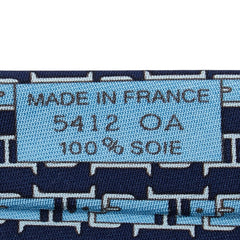 MADE IN FRANCE
5412 OA
100% SOIE